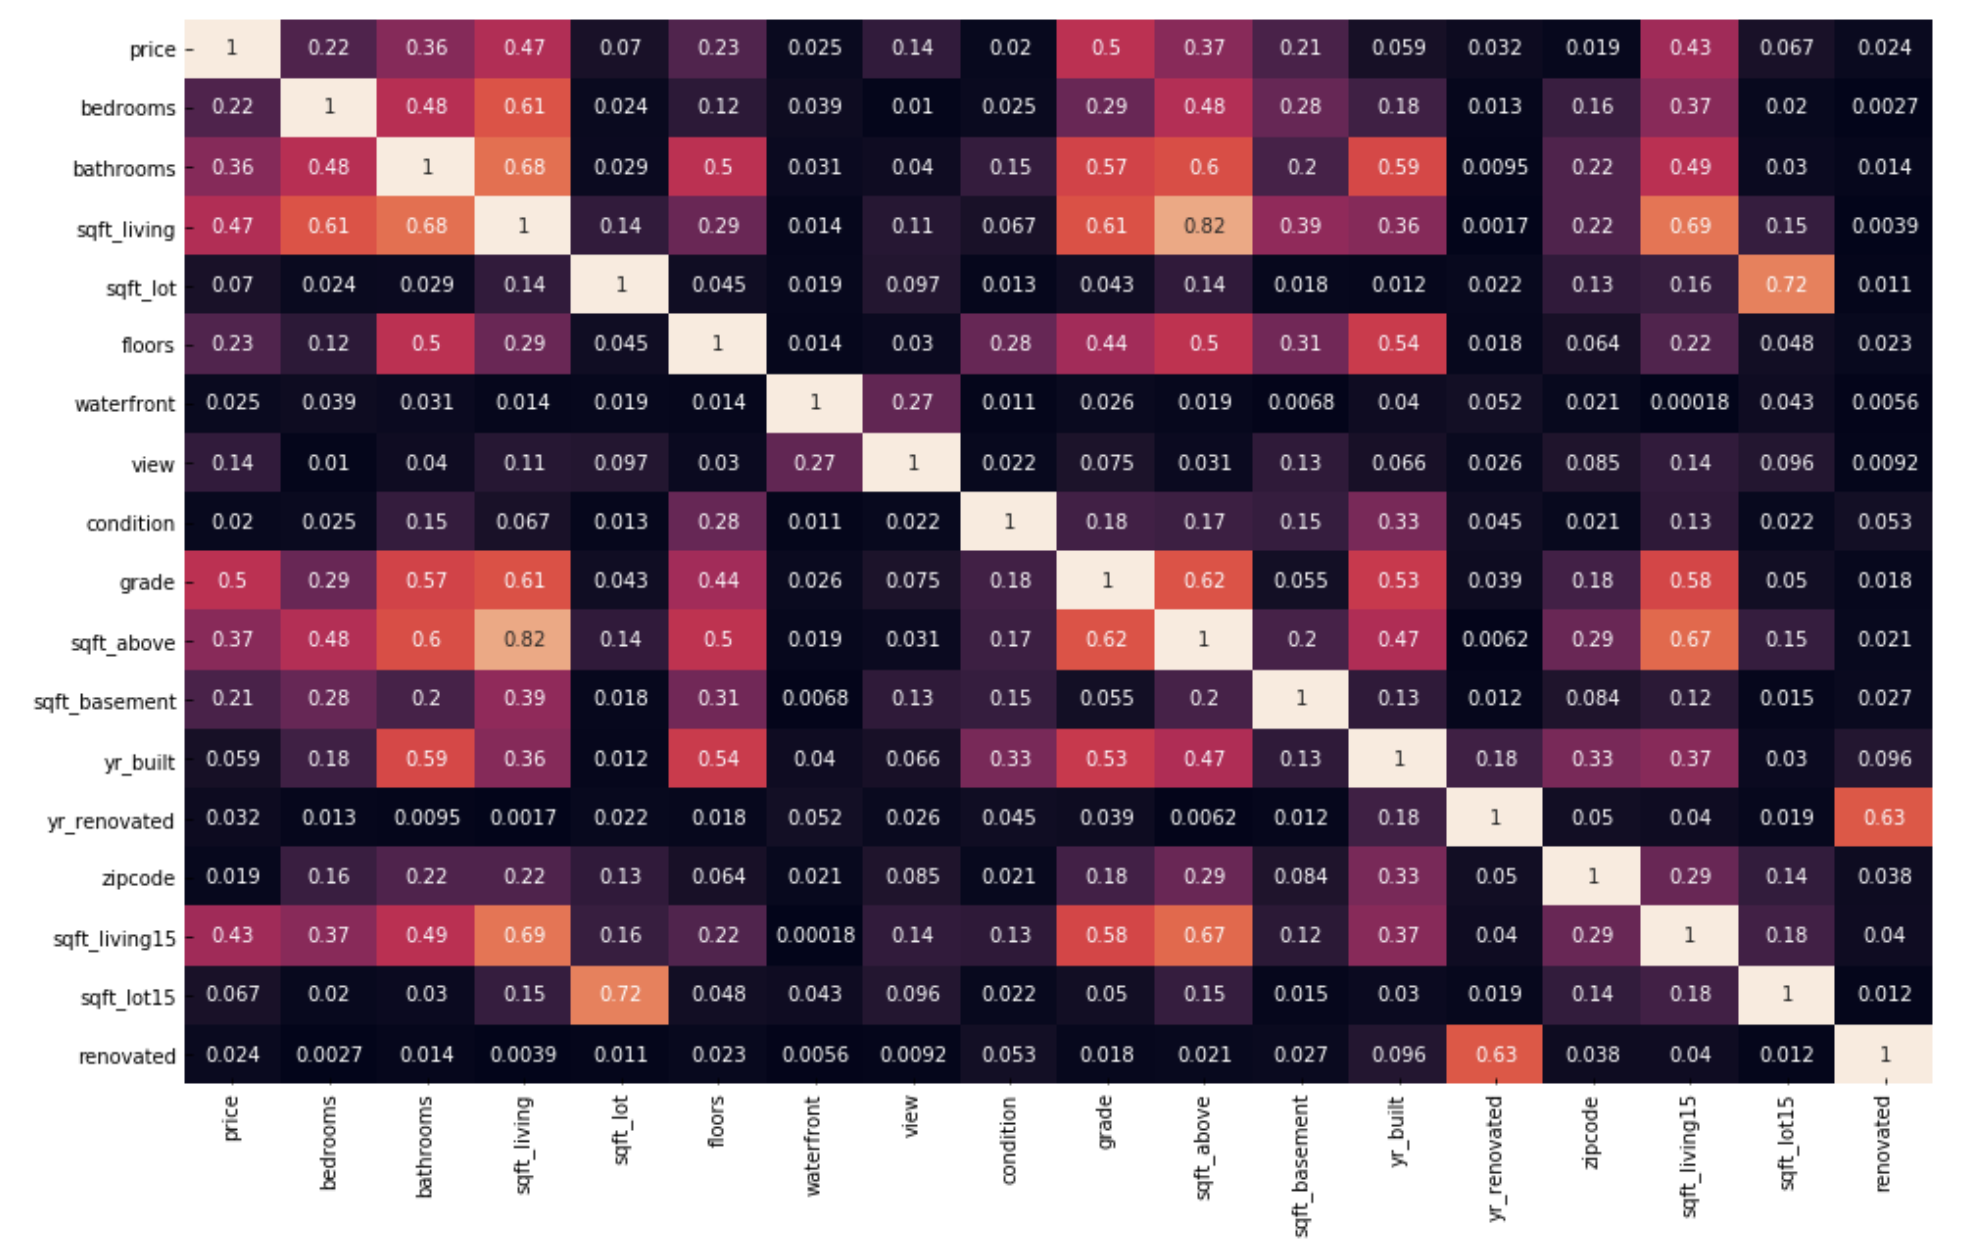 price 1 0.22 0.36 0.47 0.07 0.23 0.025 0.14 0.02 0.5 0.37 0.21 0.059 0.032 0.019 0.43 0.067 0.024
bedrooms 0.22 1 0.48 0.61 0.024 0.12 0.039 0.01 0.025 0.29 0.48 0.28 0.18 0.013 0.16 0.37 0.02 0.0027
bathrooms 0.36 0.48 1 0.68 0.029 0.5 0.031 0.04 0.15 0.57 0.6 0.2 0.59 0.0095 0.22 0.49 0.03 0.014
sqft_living 0.47 0.61 0.68 1 0.14 0.29 0.014 0.11 0.067 0.61 0.82 0.39 0.36 0.0017 0.22 0.69 0.15 0.0039
sqft_lot 0.07 0.024 0.029 0.14 1 0.045 0.019 0.097 0.013 0.043 0.14 0.018 0.012 0.022 0.13 0.16 0.72 0.011
floors 0.23 0.12 0.5 0.29 0.045 1 0.014 0.03 0.28 0.44 0.5 0.31 0.54 0.018 0.064 0.22 0.048 0.023
waterfront 0.025 0.039 0.031 0.014 0.019 0.014 1 0.27 0.011 0.026 0.019 0.0068 0.04 0.052 0.021 0.00018 0.043 0.0056
view 0.14 0.01 0.04 0.11 0.097 0.03 0.27 1 0.022 0.075 0.031 0.13 0.066 0.026 0.085 0.14 0.096 0.0092
condition 0.02 0.025 0.15 0.067 0.013 0.28 0.011 0.022 1 0.18 0.17 0.15 0.33 0.045 0.021 0.13 0.022 0.053
grade 0.5 0.29 0.57 0.61 0.043 0.44 0.026 0.075 0.18 1 0.62 0.055 0.53 0.039 0.18 0.58 0.05 0.018
sqft_above 0.37 0.48 0.6 0.82 0.14 0.5 0.019 0.031 0.17 0.62 1 0.2 0.47 0.0062 0.29 0.67 0.15 0.021
sqft_basement 0.21 0.28 0.2 0.39 0.018 0.31 0.0068 0.13 0.15 0.055 0.2 1 0.13 0.012 0.084 0.12 0.015 0.027
yr_built 0.059 0.18 0.59 0.36 0.012 0.54 0.04 0.066 0.33 0.53 0.47 0.13 1 0.18 0.33 0.37 0.03 0.096
yr_renovated 0.032 0.013 0.0095 0.0017 0.022 0.018 0.052 0.026 0.045 0.039 0.0062 0.012 0.18 1 0.05 0.04 0.019 0.63
zipcode 0.019 0.16 0.22 0.22 0.13 0.064 0.021 0.085 0.021 0.18 0.29 0.084 0.33 0.05 1 0.29 0.14 0.038
sqft_living15 0.43 0.37 0.49 0.69 0.16 0.22 0.00018 0.14 0.13 0.58 0.67 0.12 0.37 0.04 0.29 1 0.18 0.04
sqft_lot15 0.067 0.02 0.03 0.15 0.72 0.048 0.043 0.096 0.022 0.05 0.15 0.015 0.03 0.019 0.14 0.18 1 0.012
renovated 0.024 0.0027 0.014 0.0039 0.011 0.023 0.0056 0.0092 0.053 0.018 0.021 0.027 0.096 0.63 0.038 0.04 0.012 1
price bedrooms bathrooms sqft_living sqft_lot floors waterfront view condition grade sqft_above sqft_basement yr_built yr_renovated zipcode sqft_living15 sqft_lot15 renovated